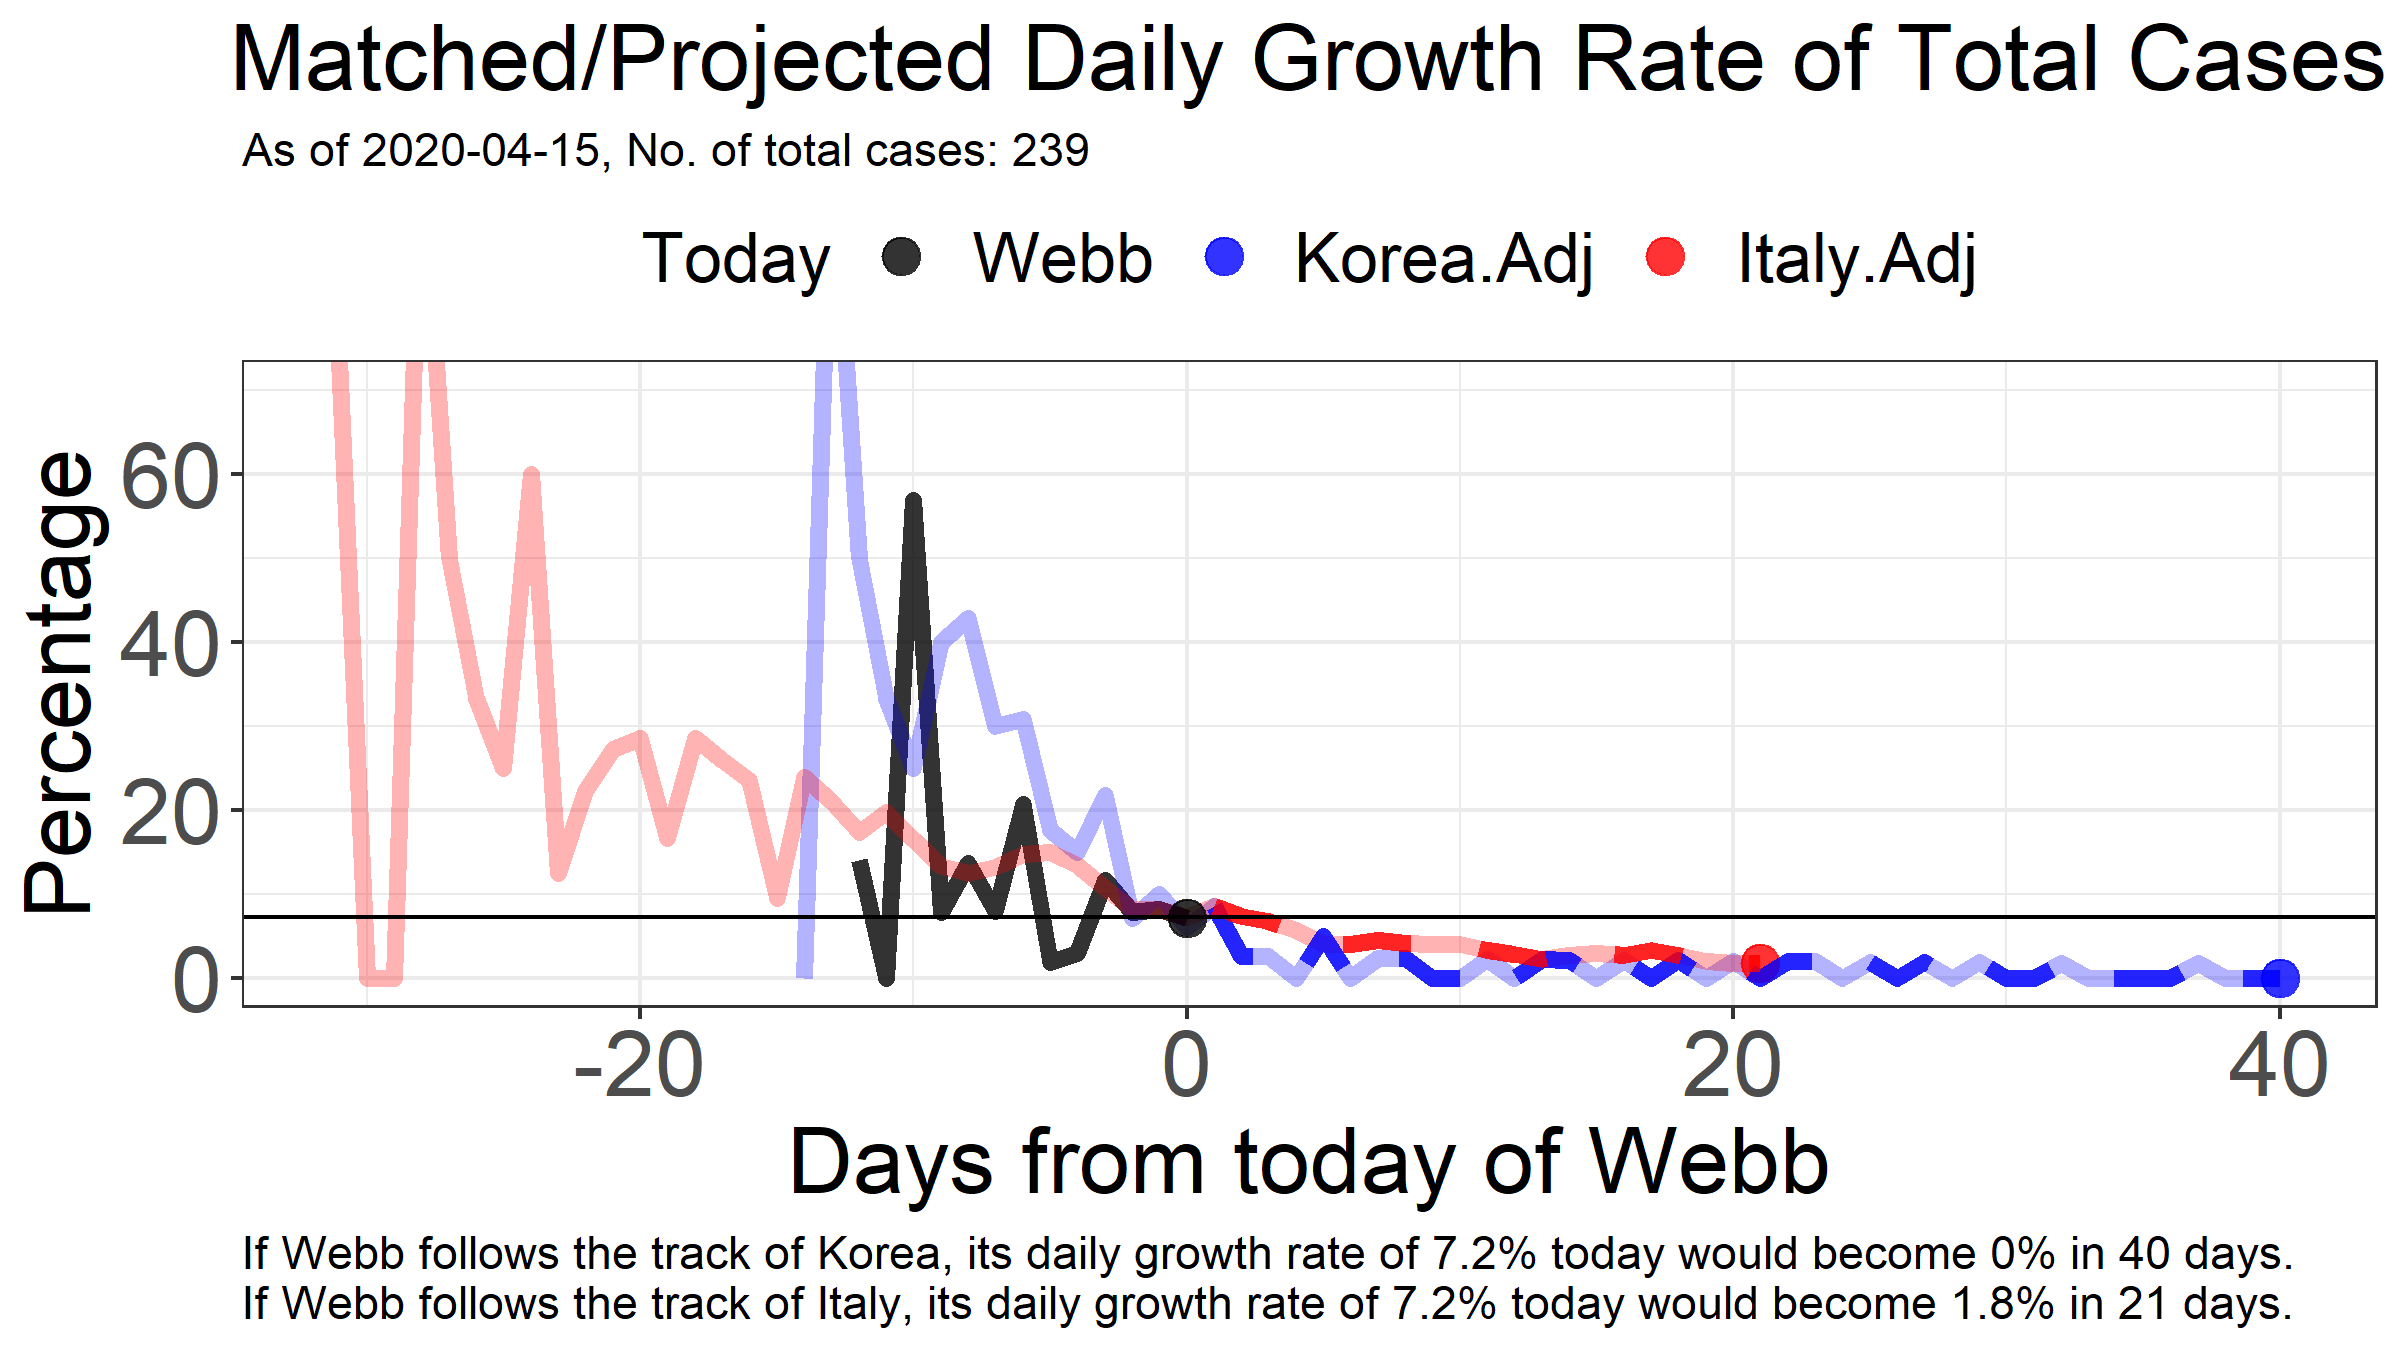 Matched/Projected Daily Growth Rate of Total Cases
As of 2020-04-15, No. of total cases: 239
Today Webb Korea.Adj Italy.Adj
Percentage
60
40
20
0
-20 0 20 40
Days from today of Webb
If Webb follows the track of Korea, its daily growth rate of 7.2% today would become 0% in 40 days.
If Webb follows the track of Italy, its daily growth rate of 7.2% today would become 1.8% in 21 days.